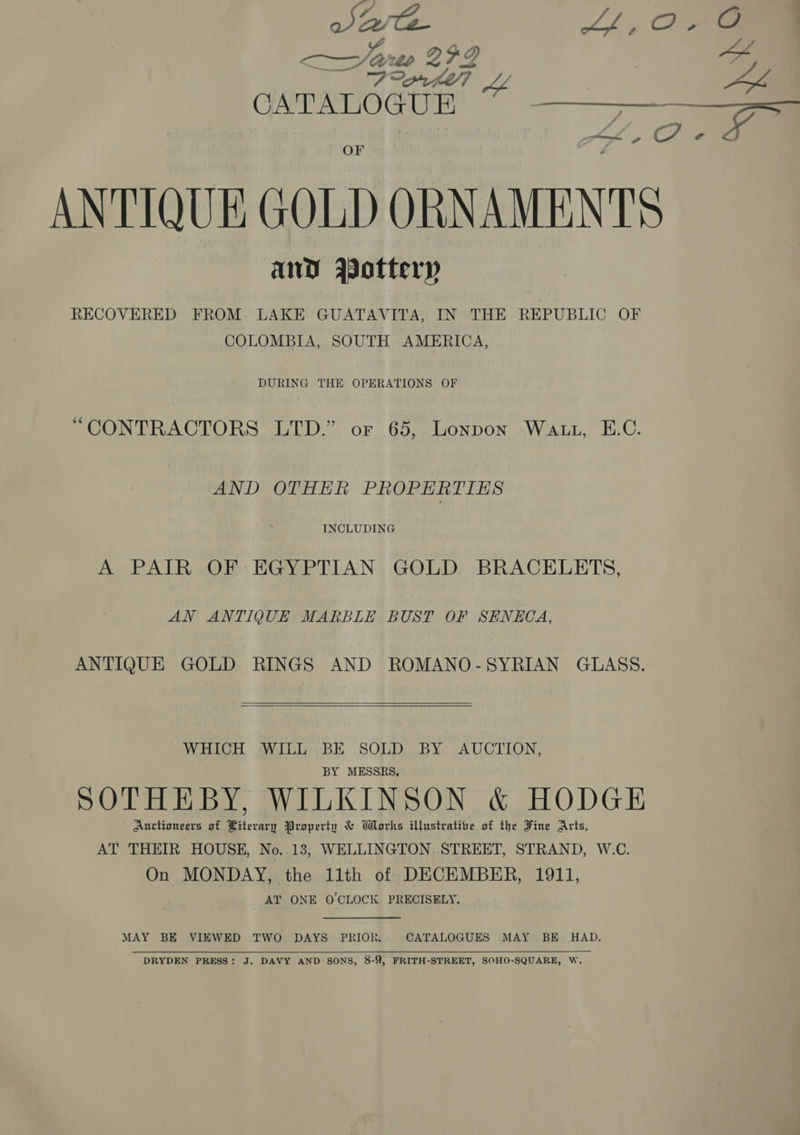 CATALOGUE
OF
ANTIQUE GOLD ORNAMENTS
and Pottery
RECOVERED FROM LAKE GUATAVITA, IN THE REPUBLIC OF
COLOMBIA, SOUTH AMERICA,
DURING THE OPERATIONS OF
“CONTRACTORS LTD.” OF 65, LONDON WALL, E.C.
AND OTHER PROPERTIES
INCLUDING
A PAIR OF EGYPTIAN GOLD BRACELETS,
AN ANTIQUE MARBLE BUST OF SENECA,
ANTIQUE GOLD RINGS AND ROMANO-SYRIAN GLASS.
WHICH WILL BE SOLD BY AUCTION,
BY MESSRS,
SOTHEBY, WILKINSON & HODGE
Auctioneers of Literary Property & Works illustrative of the Fine Arts,
AT THEIR HOUSE, No. 13, WELLINGTON STREET, STRAND, W.C.
On MONDAY, the 11th of DECEMBER, 1911,
AT ONE O'CLOCK PRECISELY.
MAY BE VIEWED TWO DAYS PRIOR. CATALOGUES MAY BE HAD.
DRYDEN PRESS: J. DAVY AND SONS, 8-9, FRITH-STREET, SOHO-SQUARE, W.